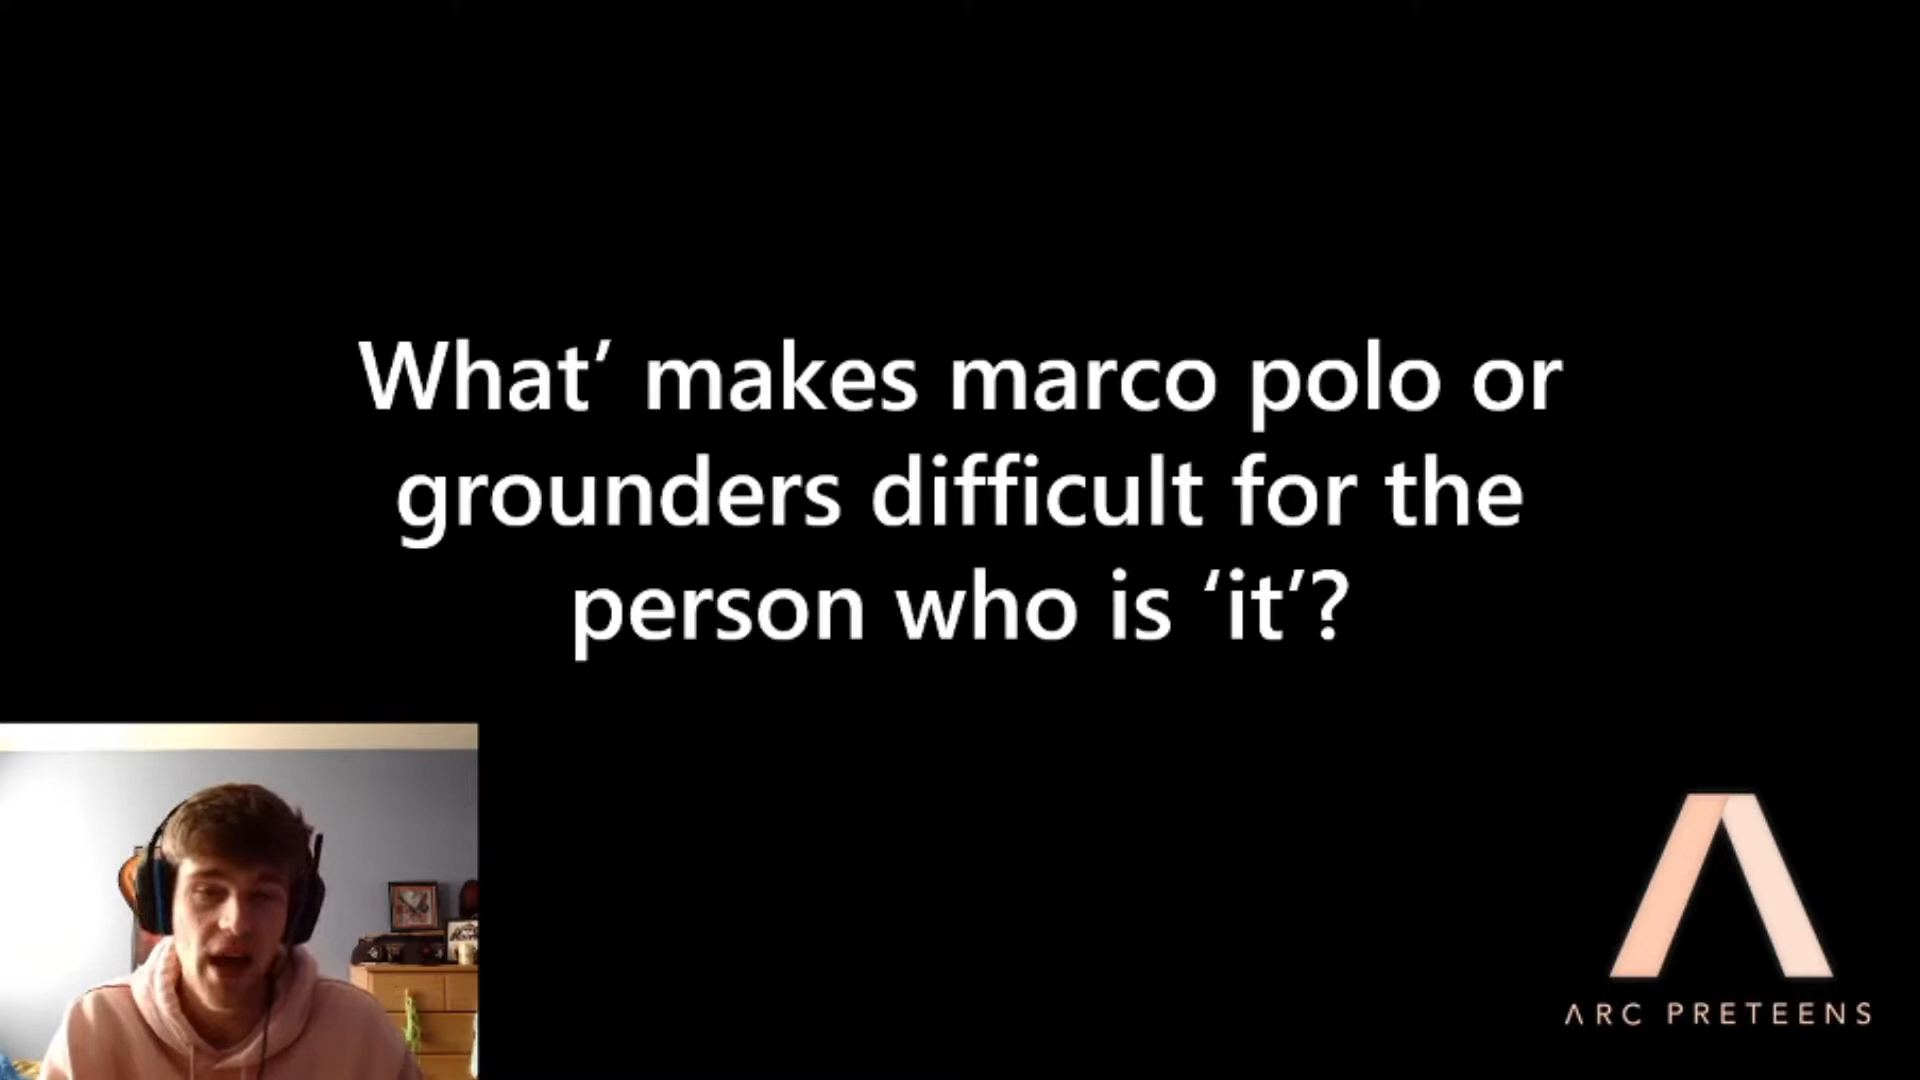 What’ makes marco polo or
grounders difficult for the
person who is ‘it’?
ARC PRETEENS